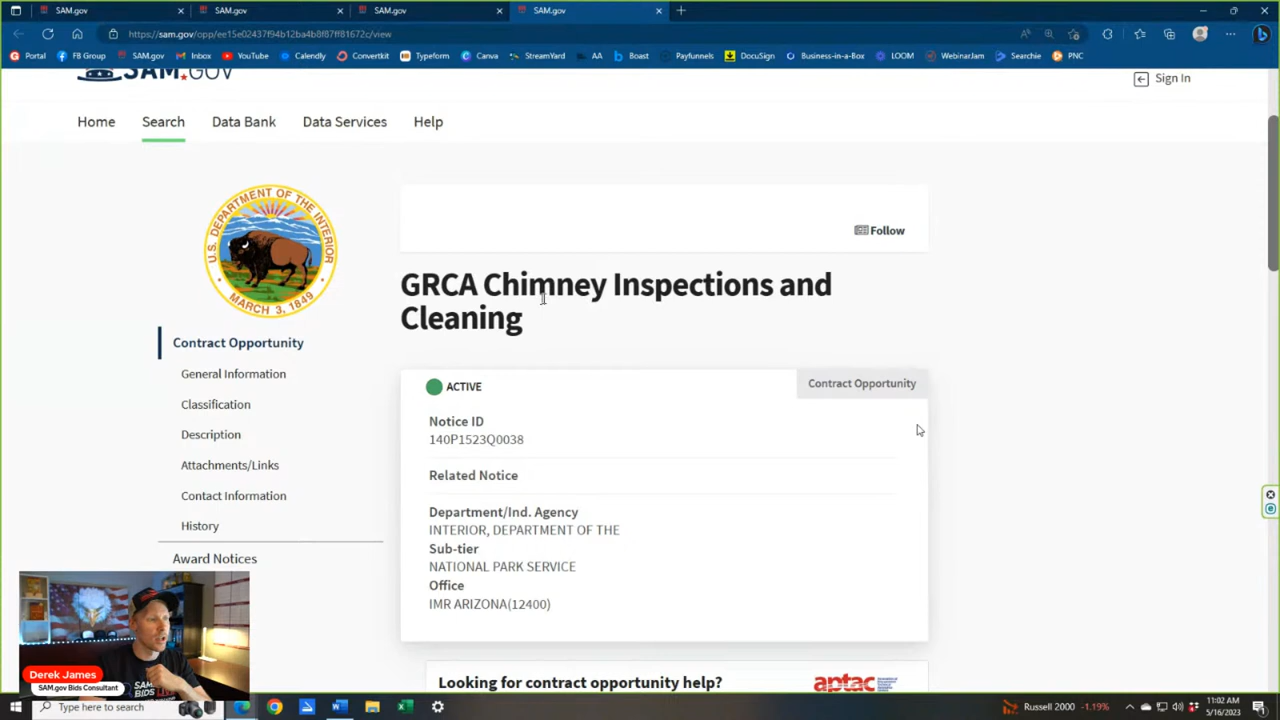 SAM.gov
SAM.gov
SAM.gov
SAM.gov
https://sam.gov/opp/ee15e02437f94b12ba4b8f87ff81672c/view
Portal
FB Group
SAM.gov
Inbox
YouTube
Calendly
Convertkit
Typeform
Canva
StreamYard
AA
Boast
Payfunnels
DocuSign
Business-in-a-Box
LOOM
WebinarJam
Searchie
PNC
SAM.GOV
Sign In
Home
Search
Data Bank
Data Services
Help
U.S. DEPARTMENT OF THE INTERIOR
MARCH 3, 1849
Follow
GRCA Chimney Inspections and
Cleaning
Contract Opportunity
General Information
Classification
Description
Attachments/Links
Contact Information
History
Award Notices
ACTIVE
Contract Opportunity
Notice ID
140P1523Q0038
Related Notice
Department/Ind. Agency
INTERIOR, DEPARTMENT OF THE
Sub-tier
NATIONAL PARK SERVICE
Office
IMR ARIZONA(12400)
Looking for contract opportunity help?
aptac
SAM
BIDS
Derek James
SAM.gov Bids Consultant
Type here to search
Russell 2000 -1.19%
11:02 AM
5/16/2023